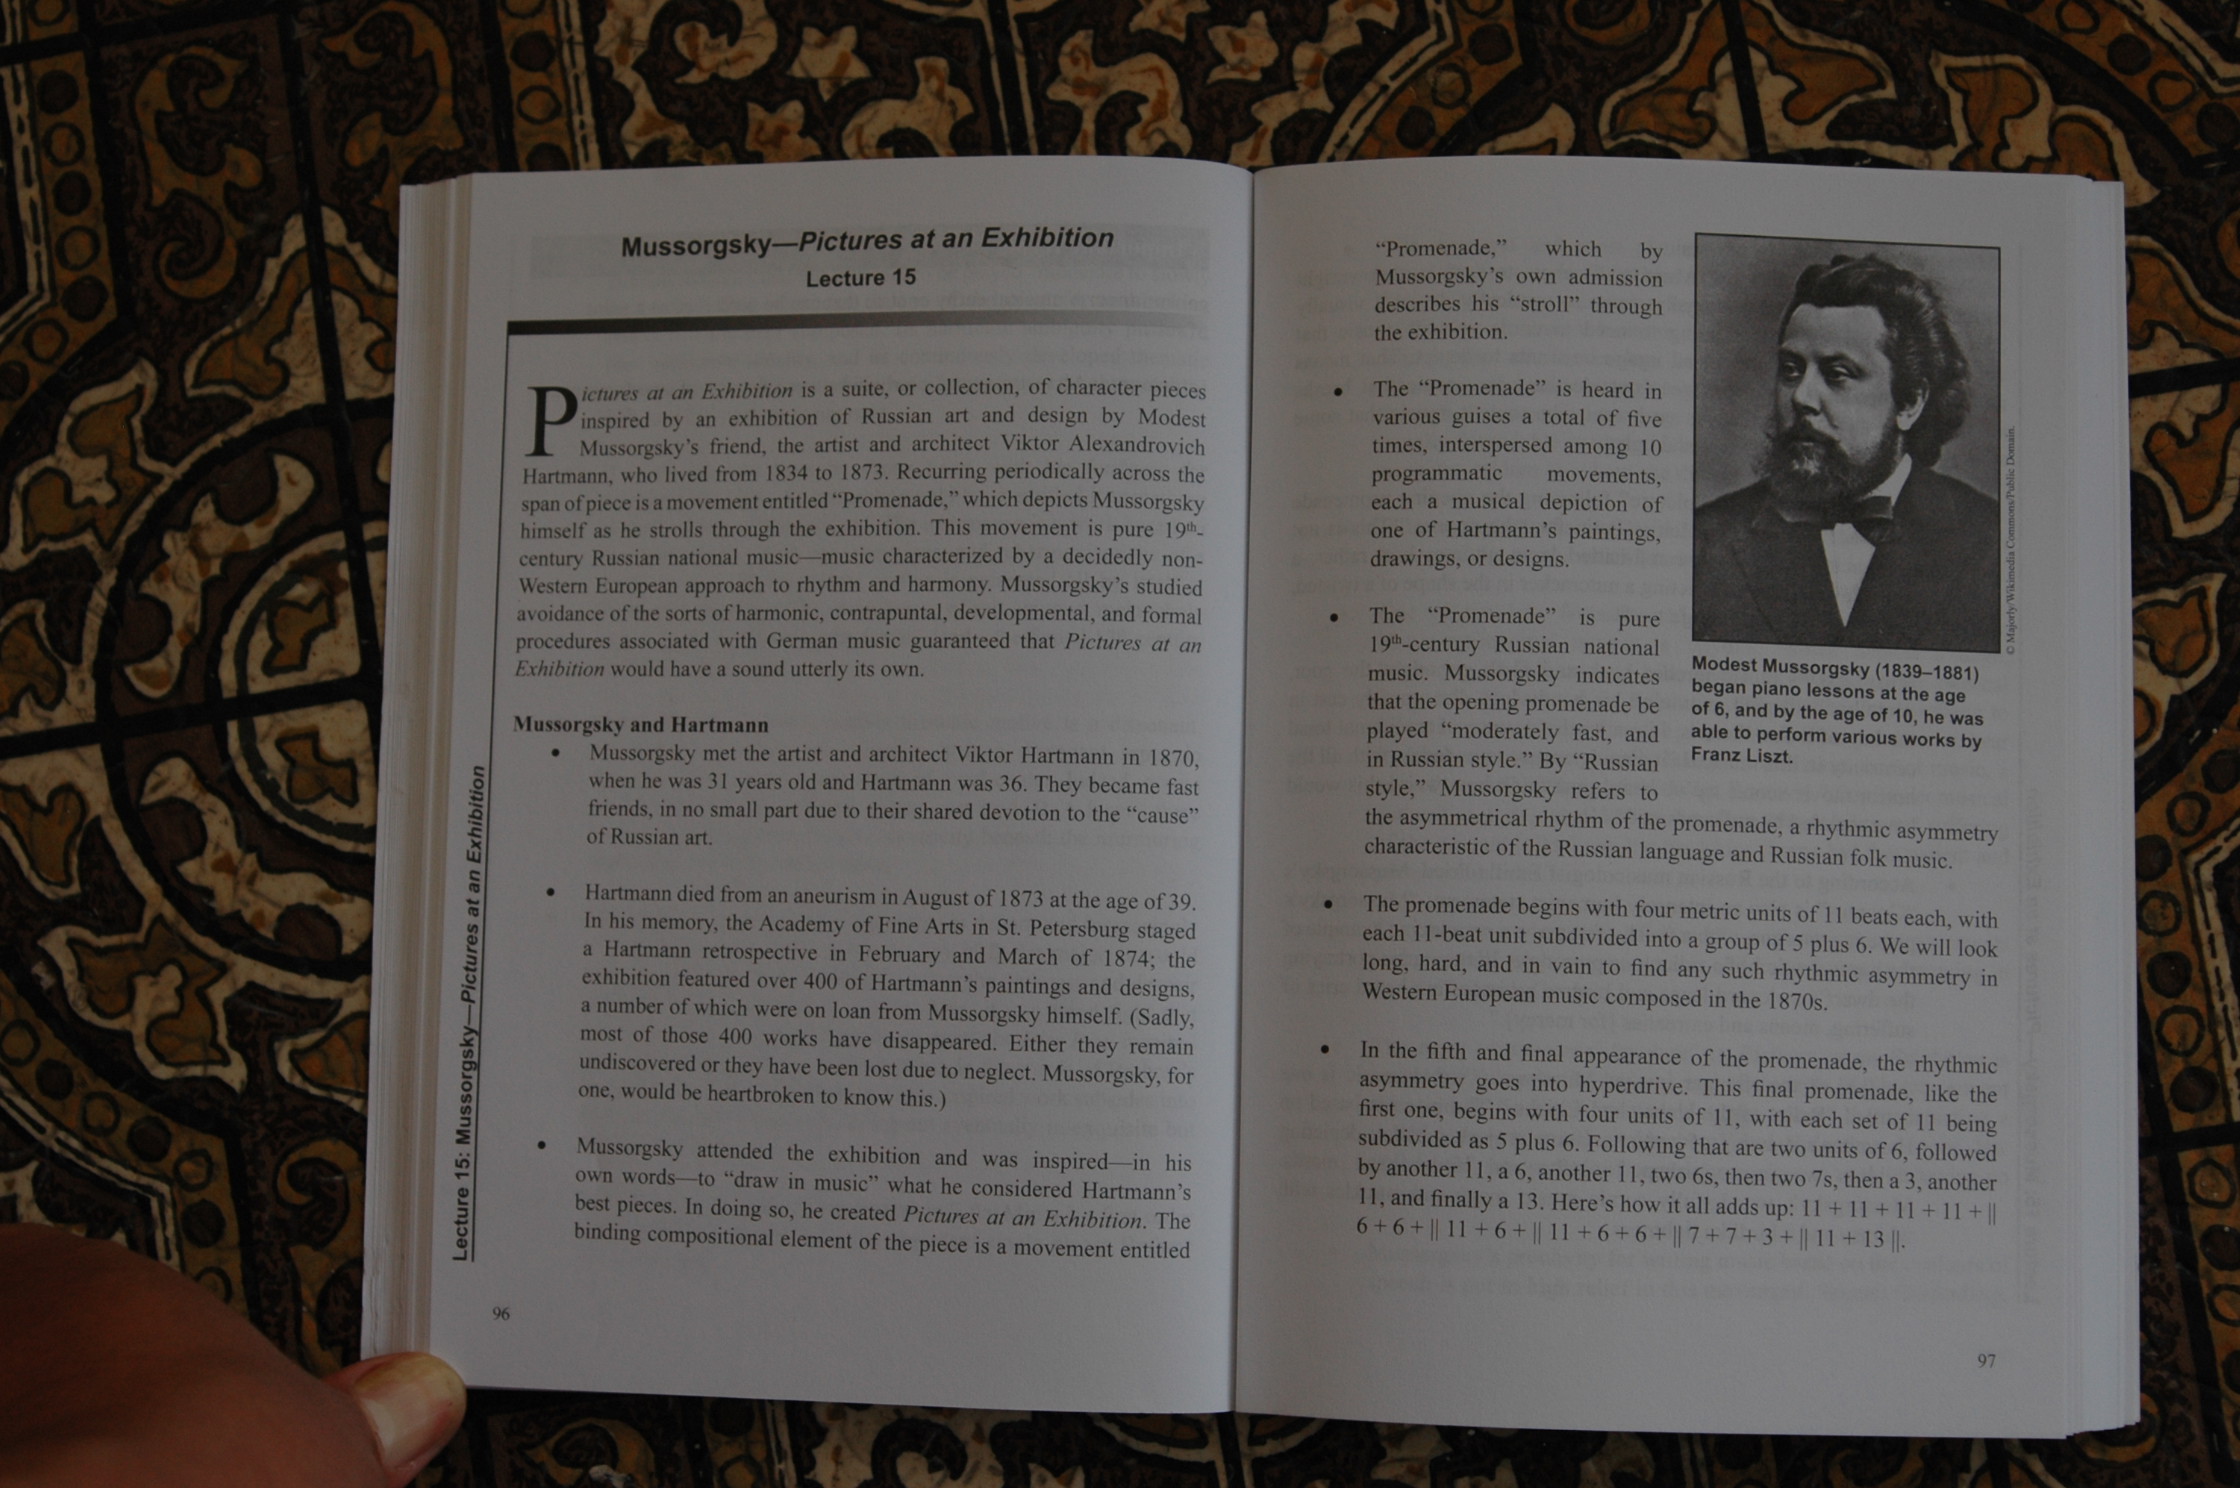 Mussorgsky—Pictures at an Exhibition
Lecture 15
Pictures at an Exhibition is a suite, or collection, of character pieces
inspired by an exhibition of Russian art and design by Modest
Mussorgsky’s friend, the artist and architect Viktor Alexandrovich
Hartmann, who lived from 1834 to 1873. Recurring periodically across the
span of piece is a movement entitled “Promenade,” which depicts Mussorgsky
himself as he strolls through the exhibition. This movement is pure 19th-
century Russian national music—music characterized by a decidedly non-
Western European approach to rhythm and harmony. Mussorgsky’s studied
avoidance of the sorts of harmonic, contrapuntal, developmental, and formal
procedures associated with German music guaranteed that Pictures at an
Exhibition would have a sound utterly its own.
Mussorgsky and Hartmann
• Mussorgsky met the artist and architect Viktor Hartmann in 1870,
when he was 31 years old and Hartmann was 36. They became fast
friends, in no small part due to their shared devotion to the “cause”
of Russian art.
• Hartmann died from an aneurism in August of 1873 at the age of 39.
In his memory, the Academy of Fine Arts in St. Petersburg staged
a Hartmann retrospective in February and March of 1874; the
exhibition featured over 400 of Hartmann’s paintings and designs,
a number of which were on loan from Mussorgsky himself. (Sadly,
most of those 400 works have disappeared. Either they remain
undiscovered or they have been lost due to neglect. Mussorgsky, for
one, would be heartbroken to know this.)
• Mussorgsky attended the exhibition and was inspired—in his
own words—to “draw in music” what he considered Hartmann’s
best pieces. In doing so, he created Pictures at an Exhibition. The
binding compositional element of the piece is a movement entitled
Lecture 15: Mussorgsky—Pictures at an Exhibition
96
“Promenade,” which by
Mussorgsky’s own admission
describes his “stroll” through
the exhibition.
• The “Promenade” is heard in
various guises a total of five
times, interspersed among 10
programmatic movements,
each a musical depiction of
one of Hartmann’s paintings,
drawings, or designs.
• The “Promenade” is pure
19th-century Russian national
music. Mussorgsky indicates
that the opening promenade be
played “moderately fast, and
in Russian style.” By “Russian
style,” Mussorgsky refers to
the asymmetrical rhythm of the promenade, a rhythmic asymmetry
characteristic of the Russian language and Russian folk music.
© Majorly/Wikimedia Commons/Public Domain.
Modest Mussorgsky (1839–1881)
began piano lessons at the age
of 6, and by the age of 10, he was
able to perform various works by
Franz Liszt.
• The promenade begins with four metric units of 11 beats each, with
each 11-beat unit subdivided into a group of 5 plus 6. We will look
long, hard, and in vain to find any such rhythmic asymmetry in
Western European music composed in the 1870s.
• In the fifth and final appearance of the promenade, the rhythmic
asymmetry goes into hyperdrive. This final promenade, like the
first one, begins with four units of 11, with each set of 11 being
subdivided as 5 plus 6. Following that are two units of 6, followed
by another 11, a 6, another 11, two 6s, then two 7s, then a 3, another
11, and finally a 13. Here’s how it all adds up: 11 + 11 + 11 + 11 + ||
6 + 6 + || 11 + 6 + || 11 + 6 + 6 + || 7 + 7 + 3 + || 11 + 13 ||.
97